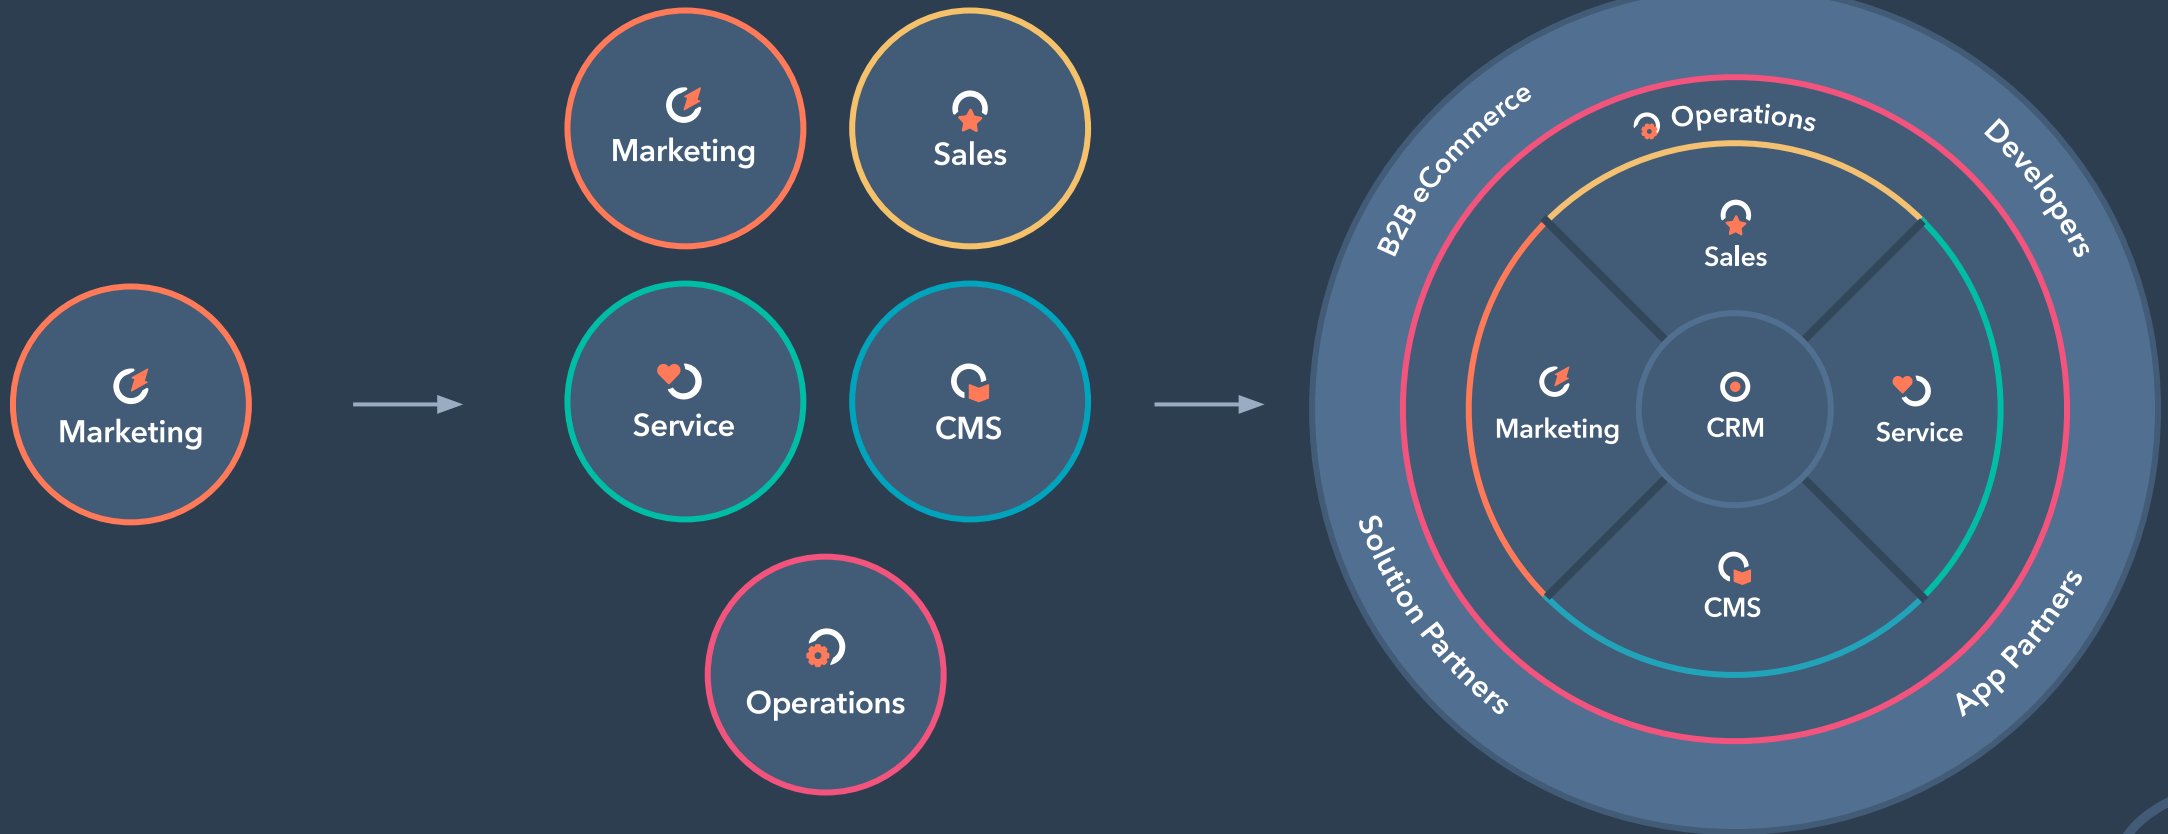 Marketing
Marketing
Sales
Service
CMS
Operations
B2B eCommerce
Developers
Operations
Sales
Marketing
CRM
Service
CMS
Solution Partners
App Partners